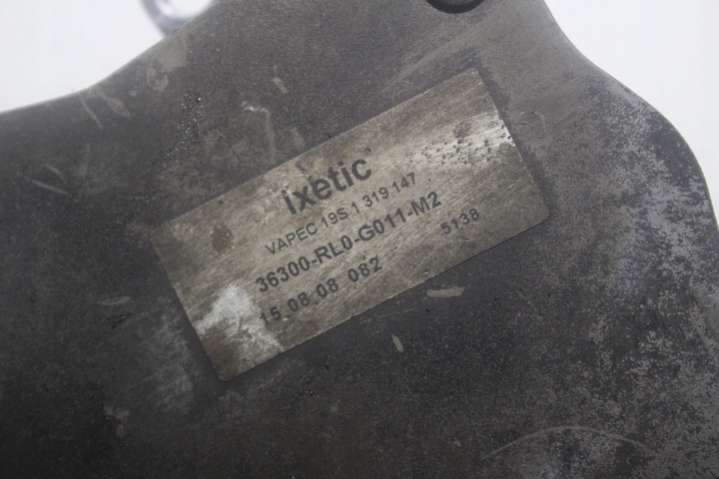 ixetic
VAPEC 19S 1 319 147
36300-RL0-G011-M2
15 08 08 082 5138